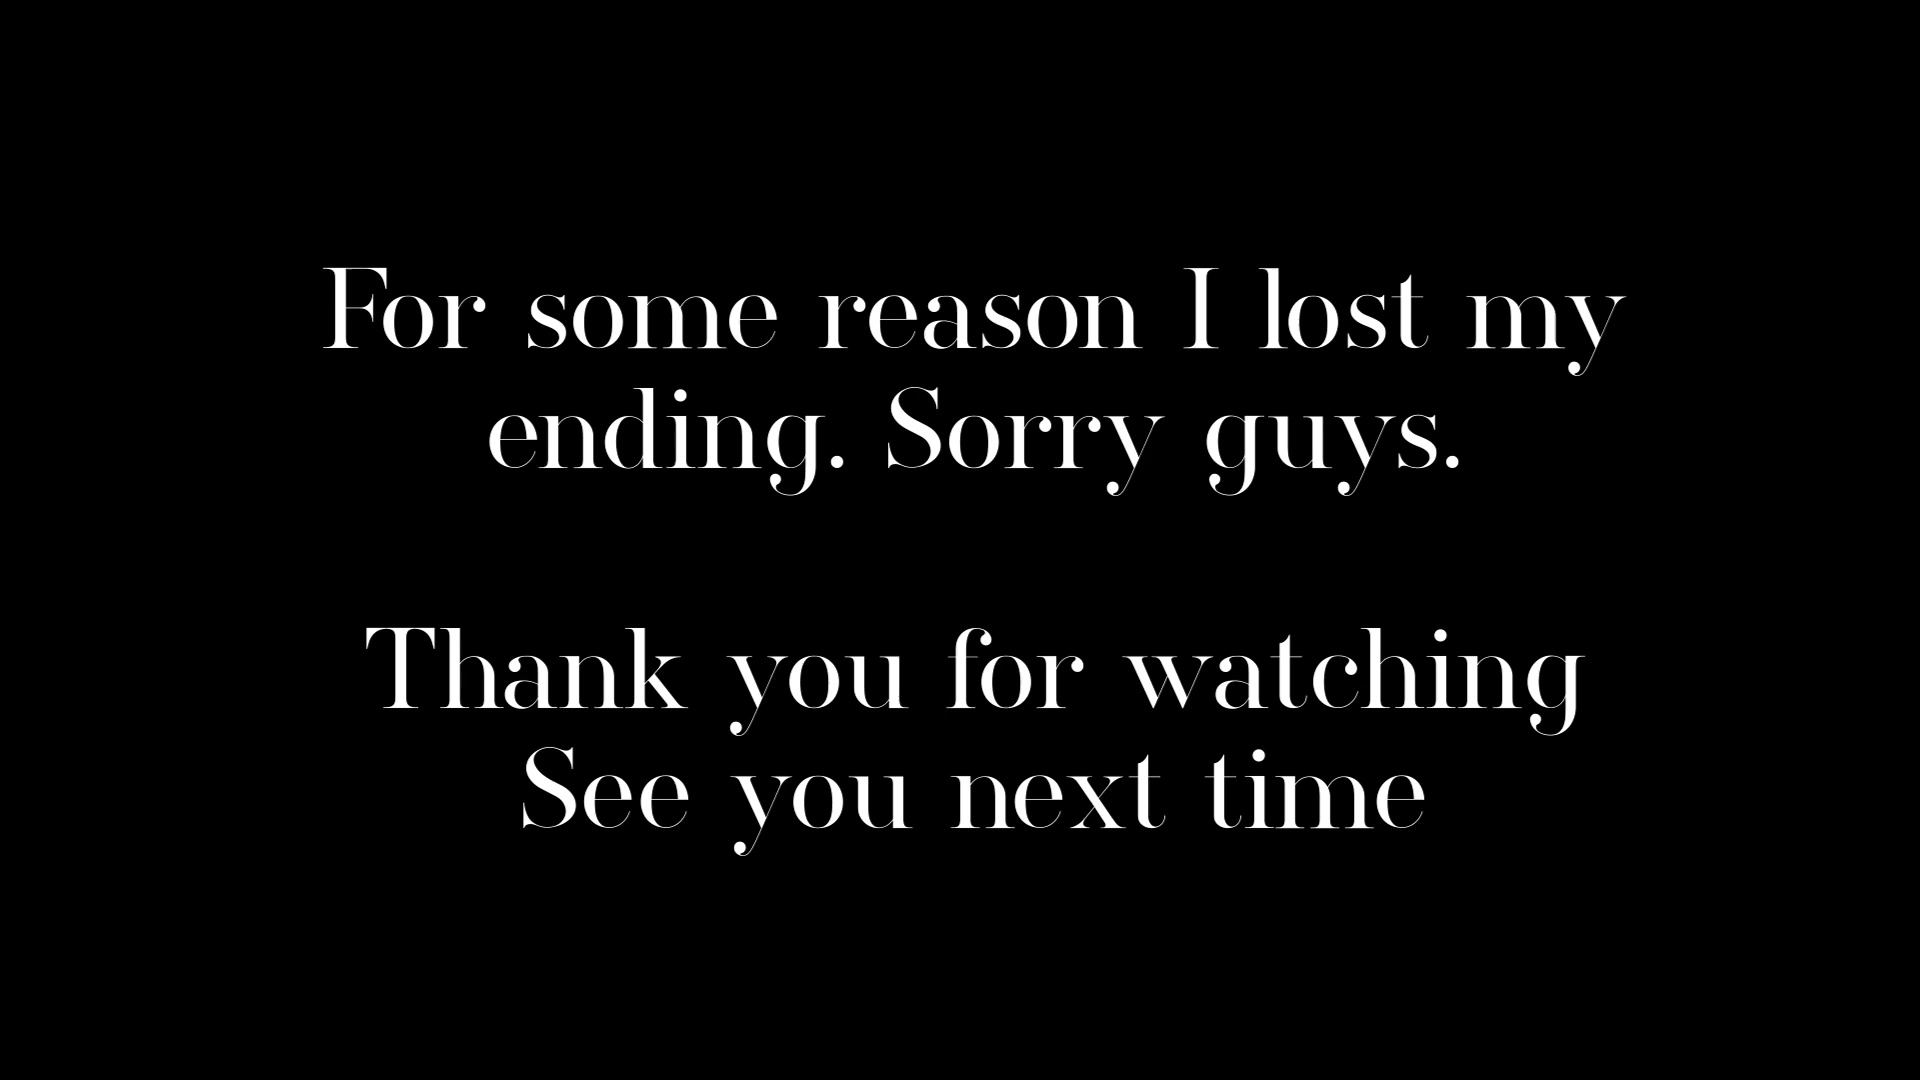 For some reason I lost my
ending. Sorry guys.
Thank you for watching
See you next time